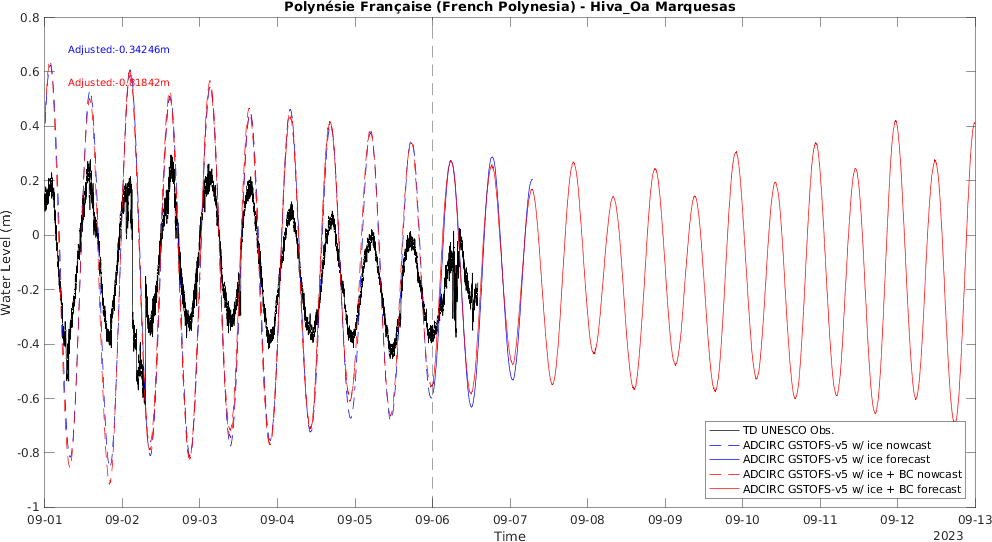 Polynésie Française (French Polynesia) - Hiva_Oa Marquesas
0.8
0.6
0.4
0.2
0
-0.2
-0.4
-0.6
-0.8
-1
Water Level (m)
Adjusted:-0.34246m
Adjusted:-0.31842m
TD UNESCO Obs.
ADCIRC GSTOFS-v5 w/ ice nowcast
ADCIRC GSTOFS-v5 w/ ice forecast
ADCIRC GSTOFS-v5 w/ ice + BC nowcast
ADCIRC GSTOFS-v5 w/ ice + BC forecast
09-01 09-02 09-03 09-04 09-05 09-06 09-07 09-08 09-09 09-10 09-11 09-12 09-13
Time
2023